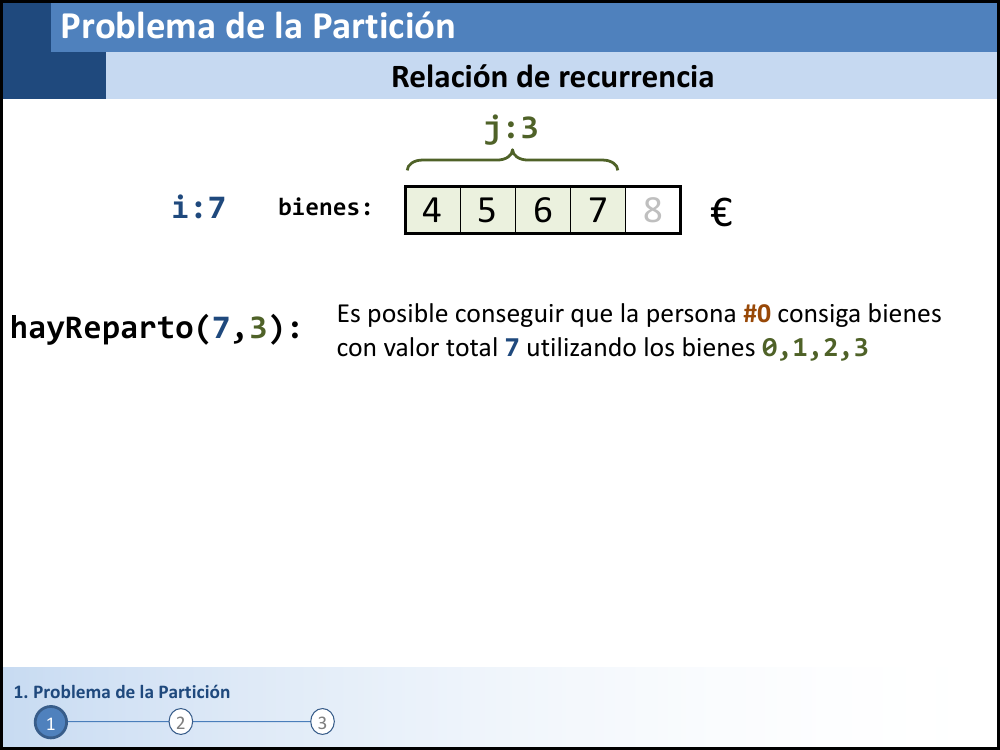 Problema de la Partición
Relación de recurrencia
j:3
i:7 bienes: 4 5 6 7 8 €
hayReparto(7,3):
Es posible conseguir que la persona #0 consiga bienes
con valor total 7 utilizando los bienes 0,1,2,3
1. Problema de la Partición
1 2 3